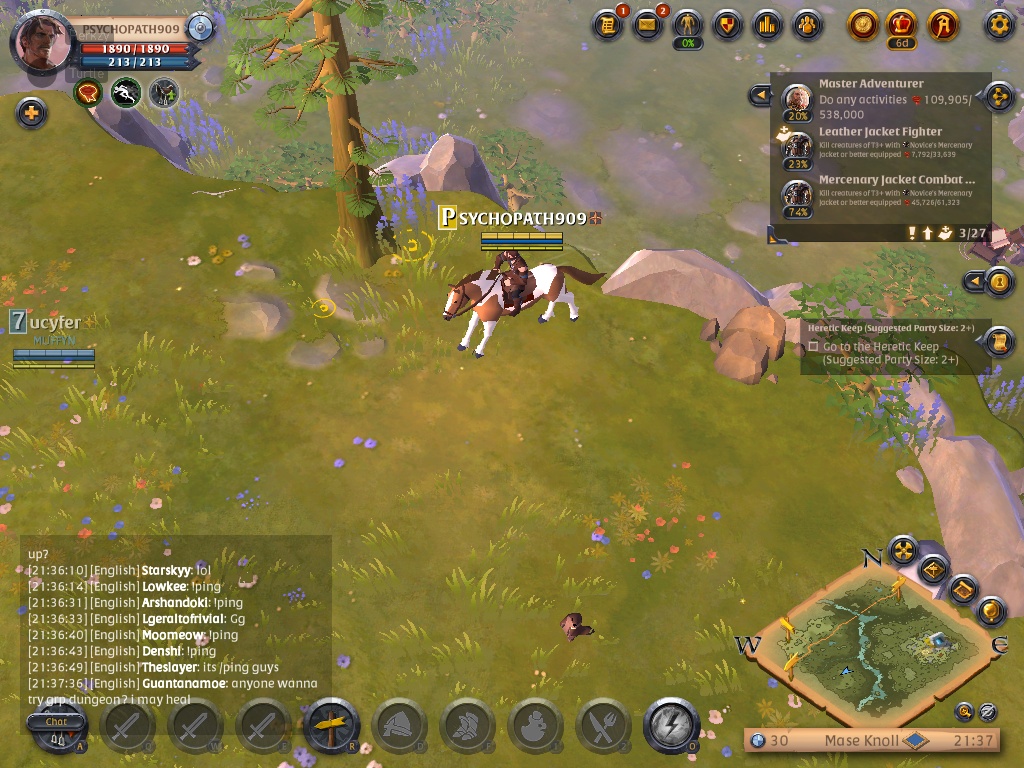 PSYCHOPATH909
1890 / 1890
213 / 213
Turtle
1
2
0%
6d
Master Adventurer
Do any activities 109,905/
538,000
20%
Leather Jacket Fighter
Kill creatures of T3+ with Novice's Mercenary
Jacket or better equipped 7,792/33,639
23%
Mercenary Jacket Combat ...
Kill creatures of T3+ with Novice's Mercenary
Jacket or better equipped 45,726/61,323
74%
3/27
PSYCHOPATH909
7ucyfer
MUFFYN
Heretic Keep (Suggested Party Size: 2+)
Go to the Heretic Keep
(Suggested Party Size: 2+)
up?
[21:36:10] [English] Starskyy: lol
[21:36:14] [English] Lowkee: !ping
[21:36:31] [English] Arshandoki: !ping
[21:36:33] [English] Lgeraltofrivial: Gg
[21:36:40] [English] Moomeow: !ping
[21:36:43] [English] Denshi: !ping
[21:36:49] [English] Theslayer: its /ping guys
[21:37:36] [English] Guantanamoe: anyone wanna
try grp dungeon? i may heal
N
W
E
Chat
A
Q
W
E
R
D
F
2
O
30
Mase Knoll
21:37